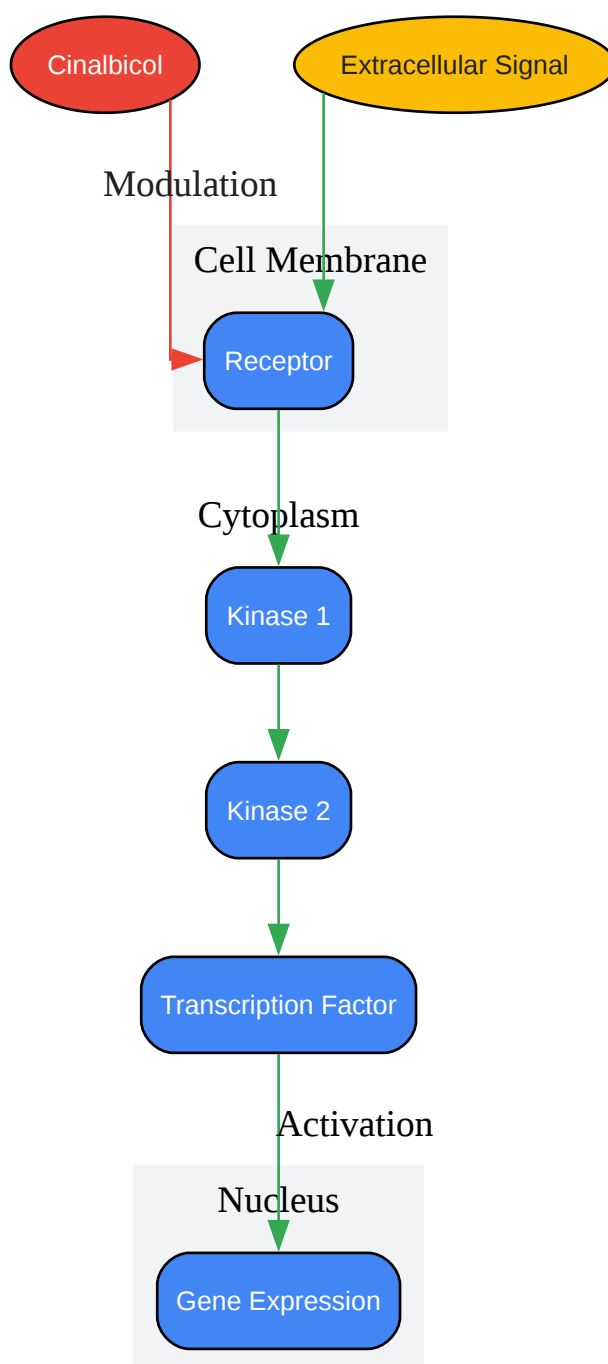 Cinalbicol
Extracellular Signal
Modulation
Cell Membrane
Receptor
Cytoplasm
Kinase 1
Kinase 2
Transcription Factor
Activation
Nucleus
Gene Expression